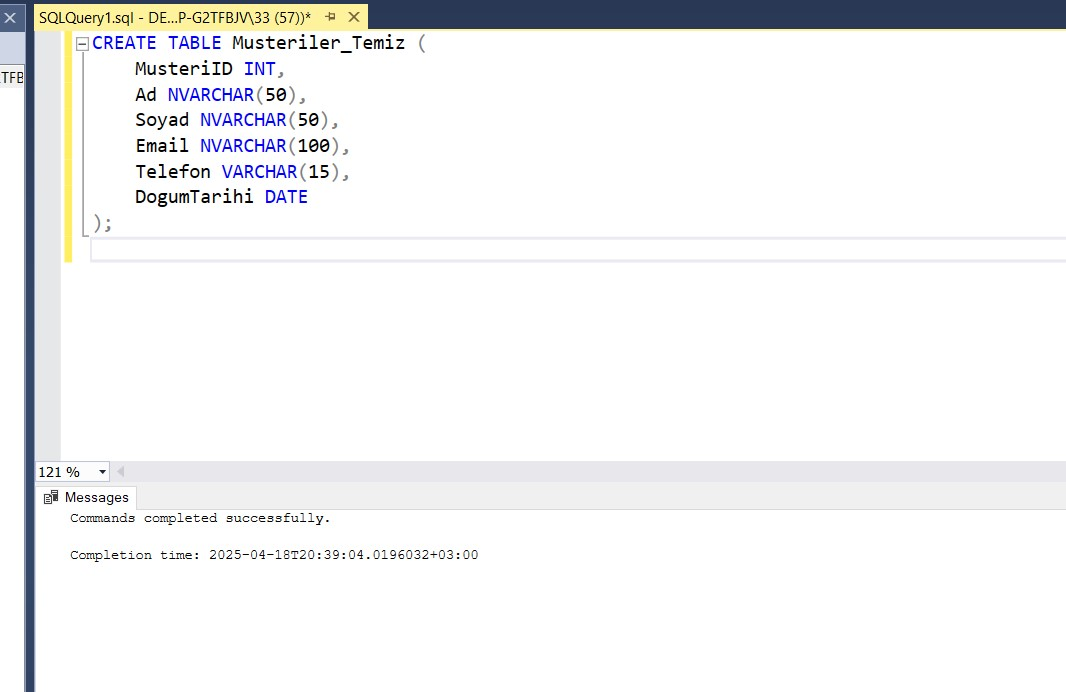 SQLQuery1.sql - DE...P-G2TFBJV\33 (57))*
TFB
CREATE TABLE Musteriler_Temiz (
MusteriID INT,
Ad NVARCHAR(50),
Soyad NVARCHAR(50),
Email NVARCHAR(100),
Telefon VARCHAR(15),
DogumTarihi DATE
);
121 %
Messages
Commands completed successfully.
Completion time: 2025-04-18T20:39:04.0196032+03:00